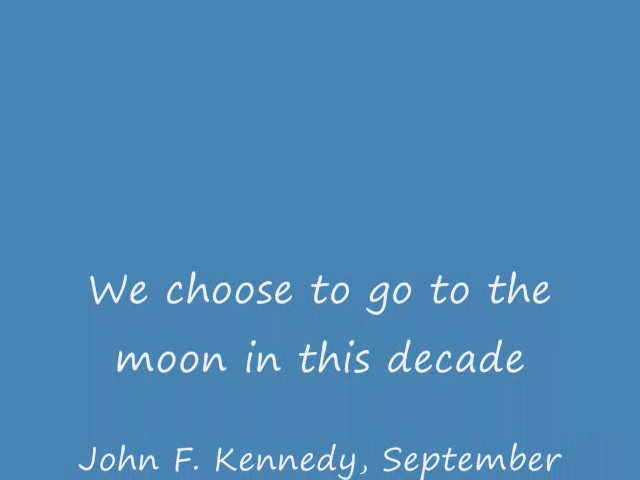 We choose to go to the
moon in this decade
John F. Kennedy, September